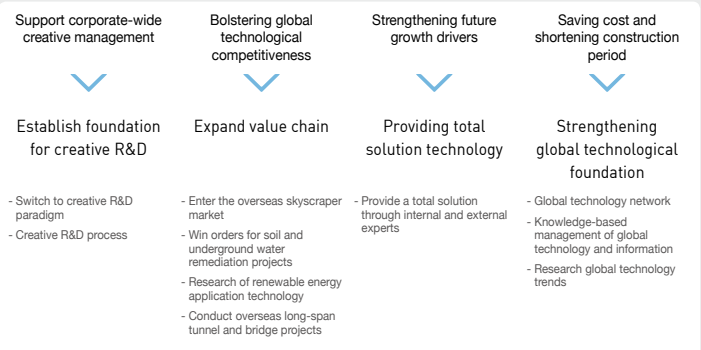 Support corporate-wide
creative management
Establish foundation
for creative R&D
- Switch to creative R&D
paradigm
- Creative R&D process
Bolstering global
technological
competitiveness
Expand value chain
- Enter the overseas skyscraper
market
- Win orders for soil and
underground water
remediation projects
- Research of renewable energy
application technology
- Conduct overseas long-span
tunnel and bridge projects
Strengthening future
growth drivers
Providing total
solution technology
- Provide a total solution
through internal and external
experts
Saving cost and
shortening construction
period
Strengthening
global technological
foundation
- Global technology network
- Knowledge-based
management of global
technology and information
- Research global technology
trends